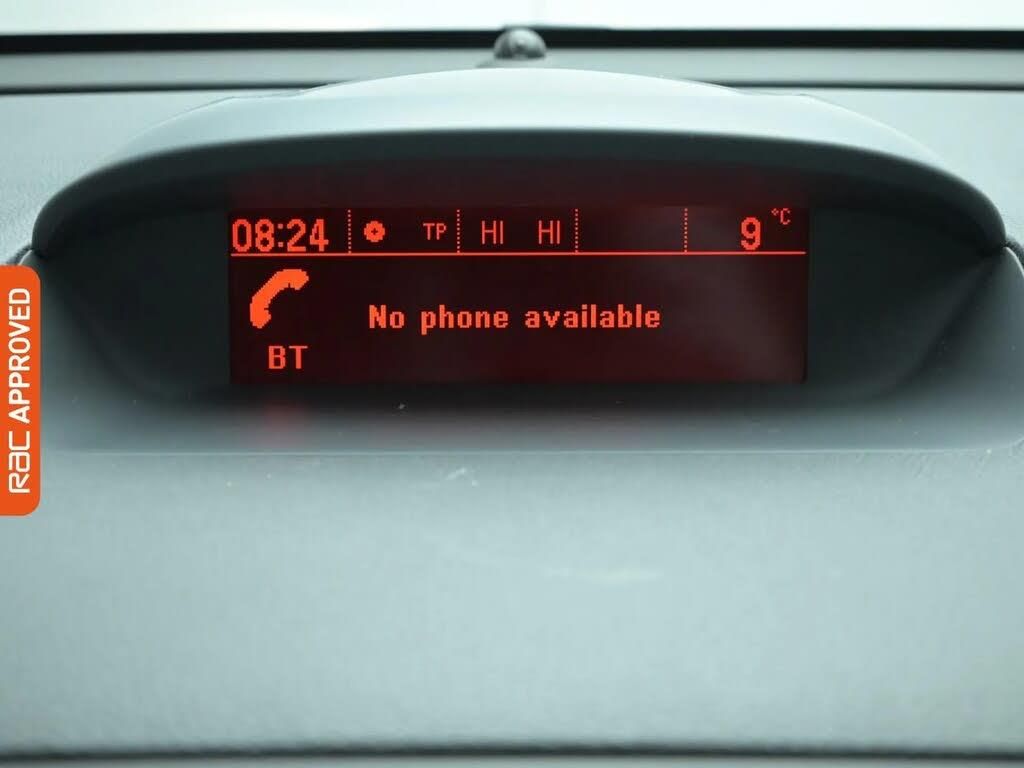 08:24 TP HI HI 9 °C
No phone available
BT
RAC APPROVED